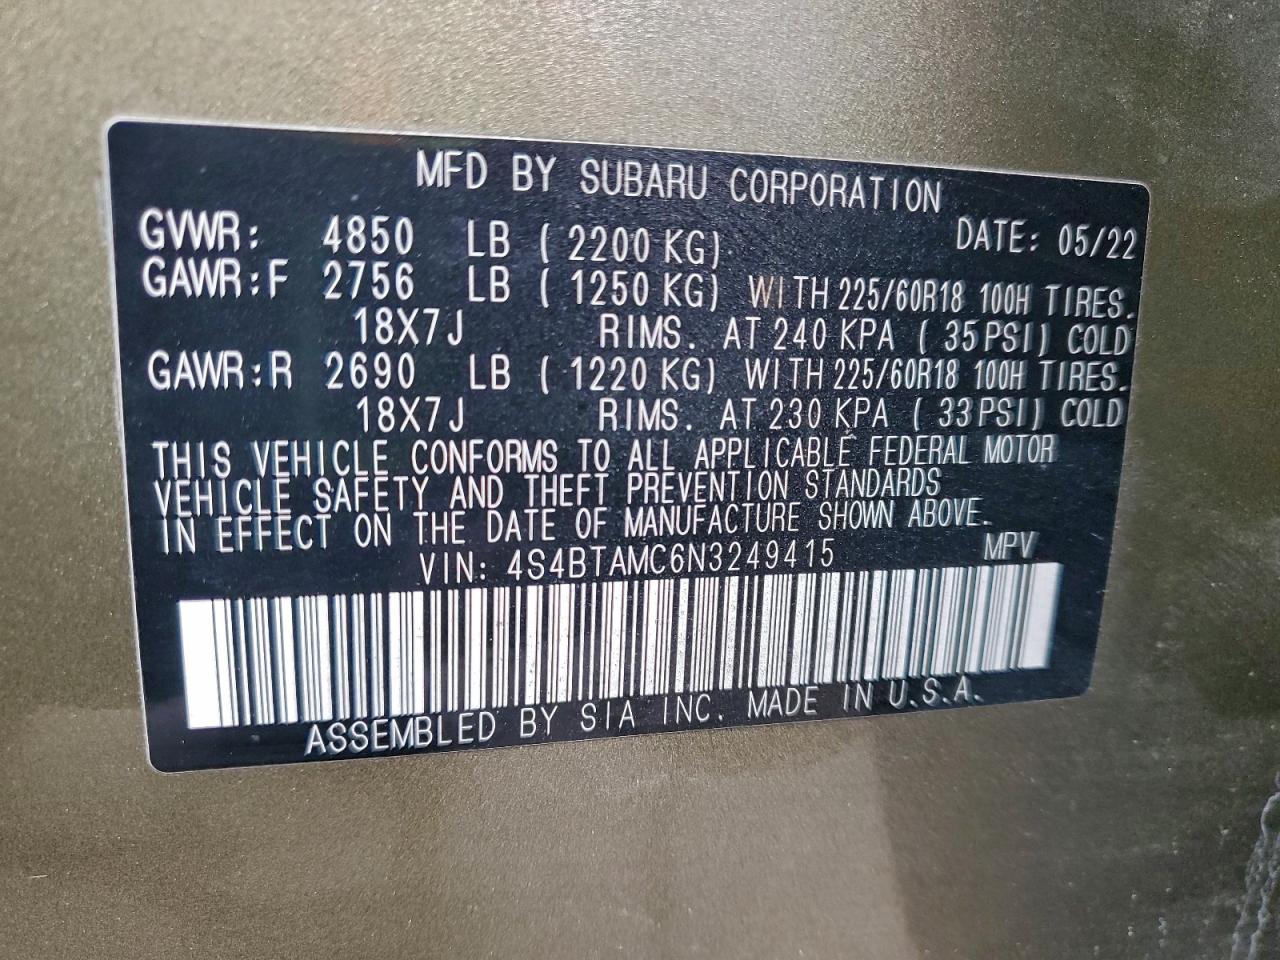 MFD BY SUBARU CORPORATION
GVWR: 4850 LB ( 2200 KG) DATE: 05/22
GAWR:F 2756 LB ( 1250 KG) WITH 225/60R18 100H TIRES.
18X7J RIMS. AT 240 KPA ( 35PSI) COLD
GAWR:R 2690 LB ( 1220 KG) WITH 225/60R18 100H TIRES.
18X7J RIMS. AT 230 KPA ( 33PSI) COLD
THIS VEHICLE CONFORMS TO ALL APPLICABLE FEDERAL MOTOR
VEHICLE SAFETY AND THEFT PREVENTION STANDARDS
IN EFFECT ON THE DATE OF MANUFACTURE SHOWN ABOVE.
VIN: 4S4BTAMC6N3249415 MPV
ASSEMBLED BY SIA INC. MADE IN U.S.A.